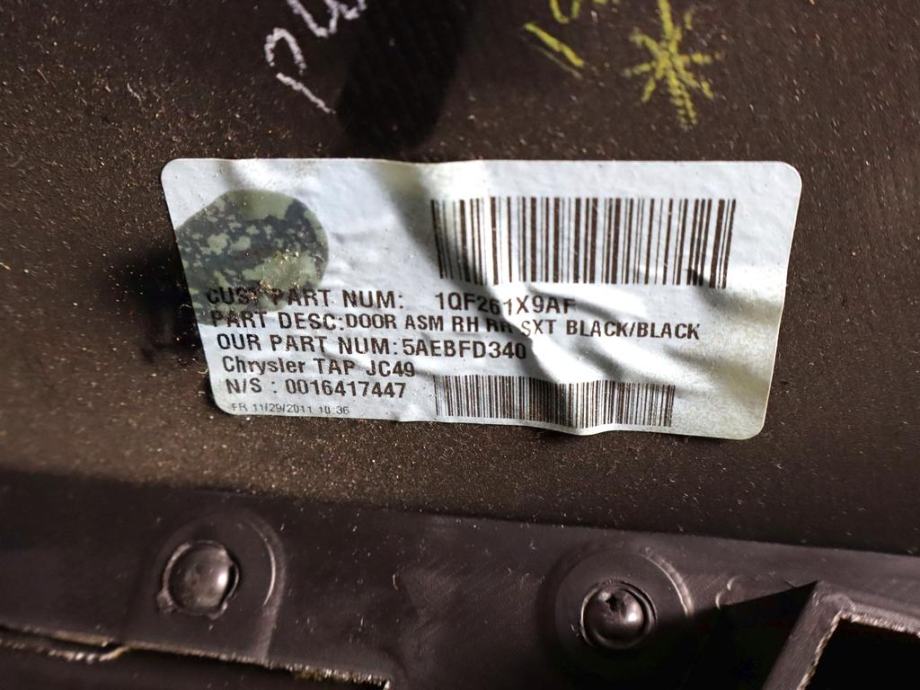 CUST PART NUM: 1QF261X9AF
PART DESC:DOOR ASM RH RR SXT BLACK/BLACK
OUR PART NUM:5AEBFD340
Chrysler TAP JC49
N/S : 0016417447
FR 11/29/2011 10:36